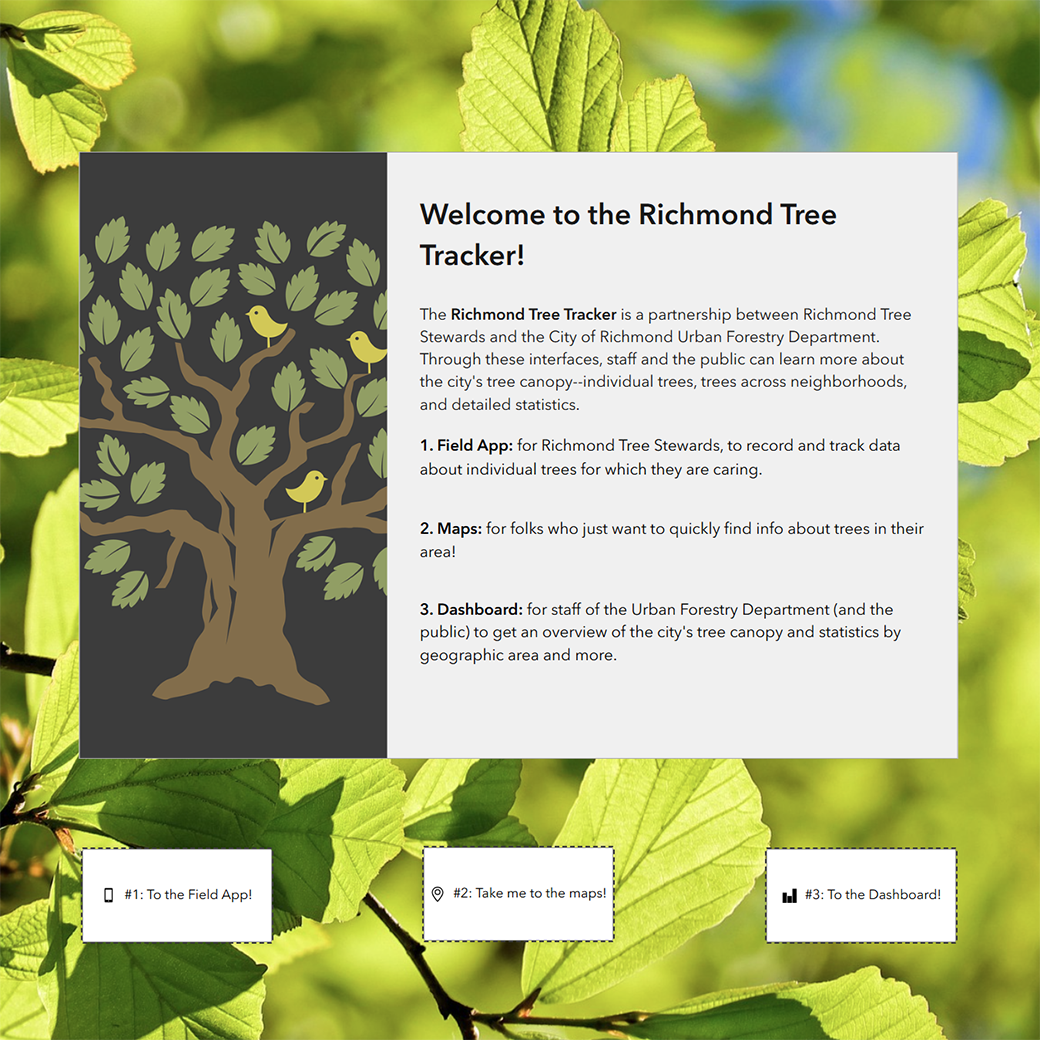 Welcome to the Richmond Tree
Tracker!
The Richmond Tree Tracker is a partnership between Richmond Tree
Stewards and the City of Richmond Urban Forestry Department.
Through these interfaces, staff and the public can learn more about
the city's tree canopy--individual trees, trees across neighborhoods,
and detailed statistics.
1. Field App: for Richmond Tree Stewards, to record and track data
about individual trees for which they are caring.
2. Maps: for folks who just want to quickly find info about trees in their
area!
3. Dashboard: for staff of the Urban Forestry Department (and the
public) to get an overview of the city's tree canopy and statistics by
geographic area and more.
#1: To the Field App!
#2: Take me to the maps!
#3: To the Dashboard!